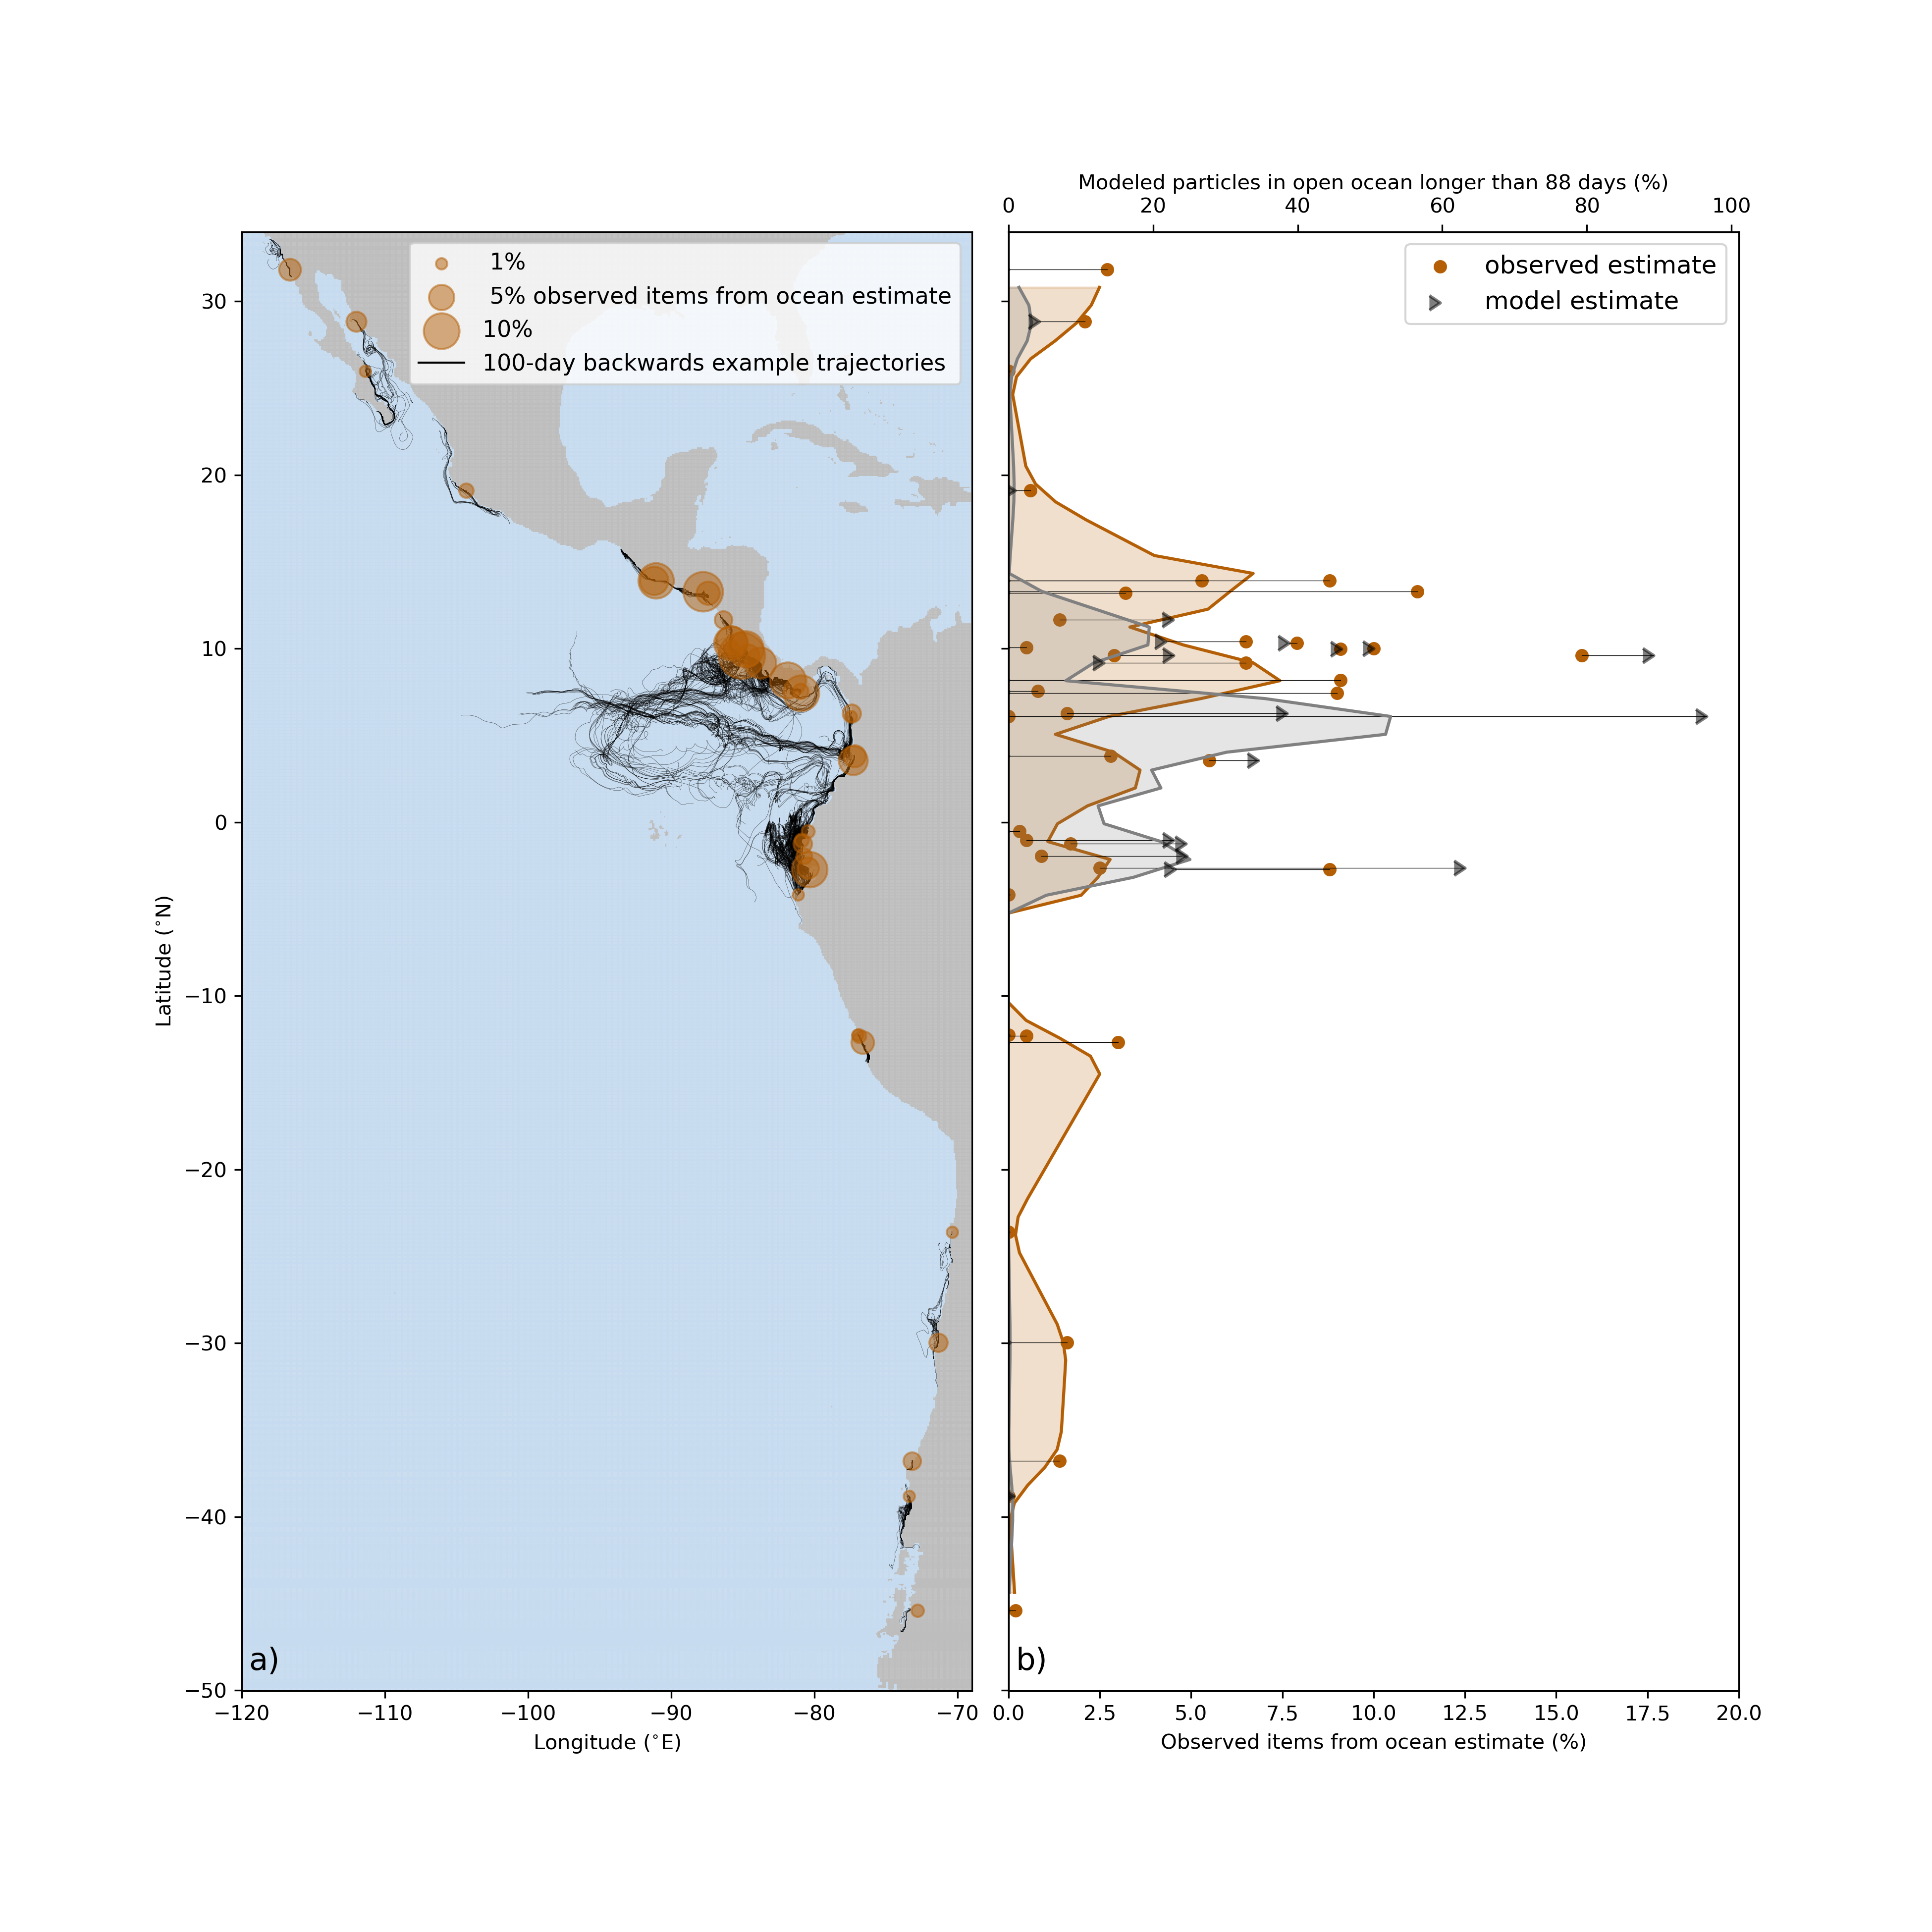 Modeled particles in open ocean longer than 88 days (%)
0 20 40 60 80 100
1%
5% observed items from ocean estimate
10%
100-day backwards example trajectories
observed estimate
model estimate
30
20
10
0
−10
−20
−30
−40
−50
Latitude (°N)
a)
b)
−120 −110 −100 −90 −80 −70
0.0 2.5 5.0 7.5 10.0 12.5 15.0 17.5 20.0
Longitude (°E)
Observed items from ocean estimate (%)